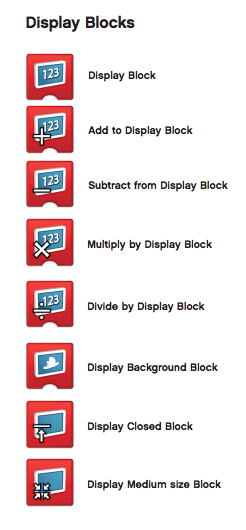 Display Blocks
123
Display Block
123
Add to Display Block
123
Subtract from Display Block
123
Multiply by Display Block
123
Divide by Display Block
Display Background Block
Display Closed Block
Display Medium size Block